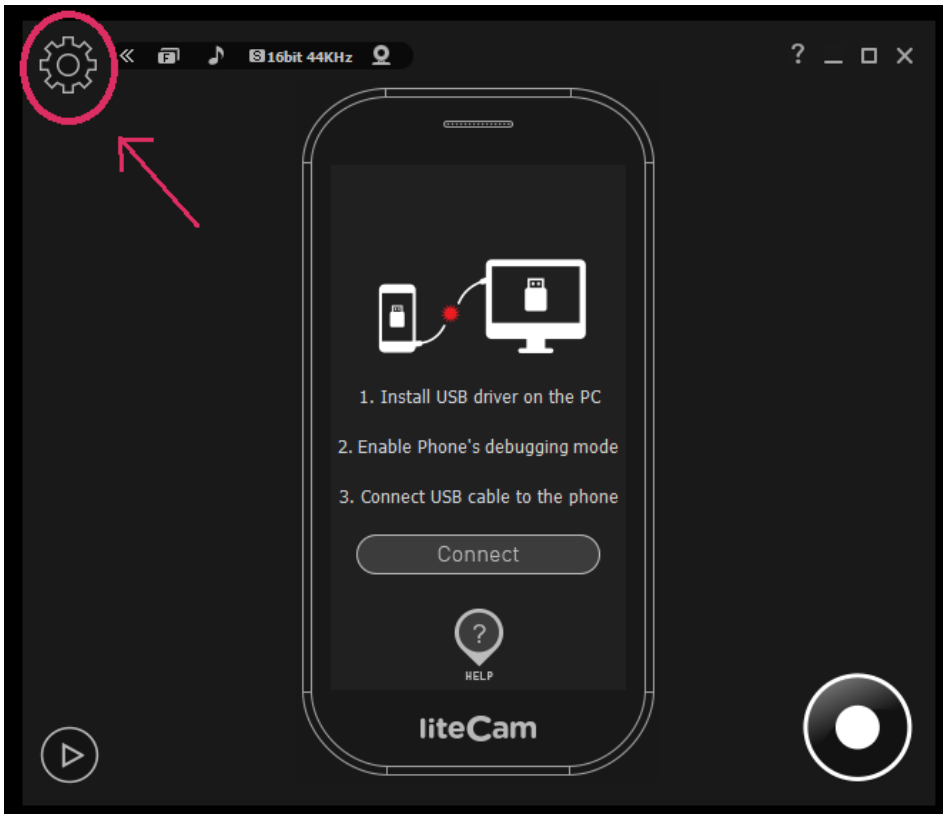 F S 16bit 44KHz ?
1. Install USB driver on the PC
2. Enable Phone's debugging mode
3. Connect USB cable to the phone
Connect
?
HELP
liteCam